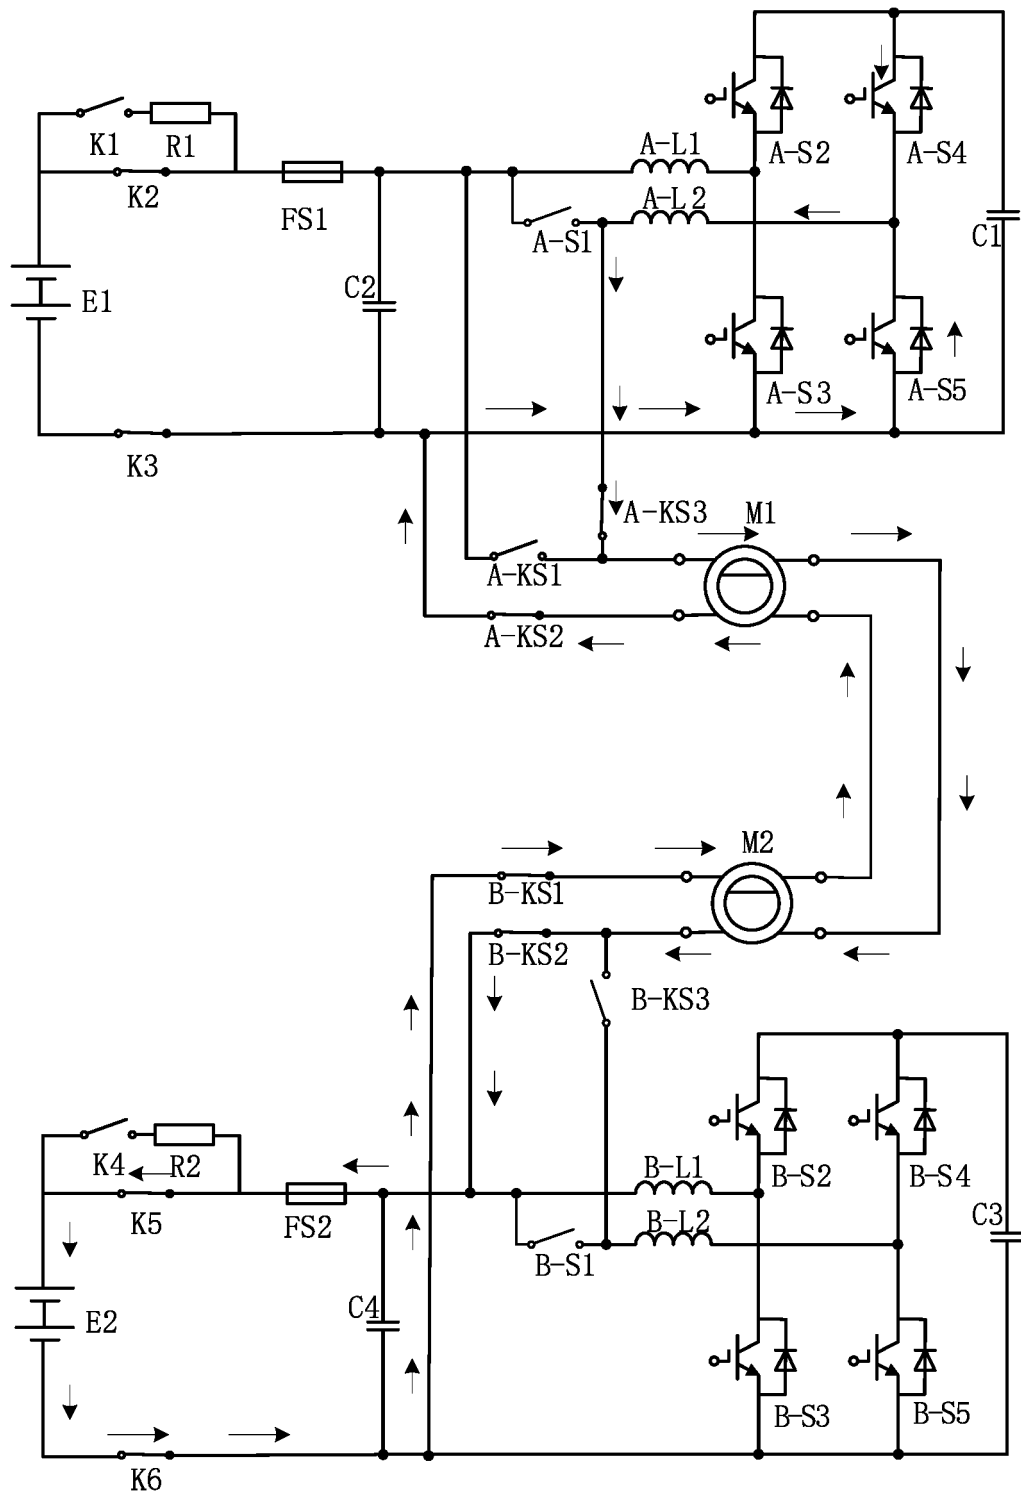 A-L1
A-S2
A-S4
K1
R1
K2
FS1
A-L2
A-S1
C1
C2
E1
A-S3
A-S5
K3
A-KS3
M1
A-KS1
A-KS2
M2
B-KS1
B-KS2
B-KS3
K4
R2
B-L1
B-S2
B-S4
K5
FS2
B-L2
C3
B-S1
C4
E2
B-S3
B-S5
K6